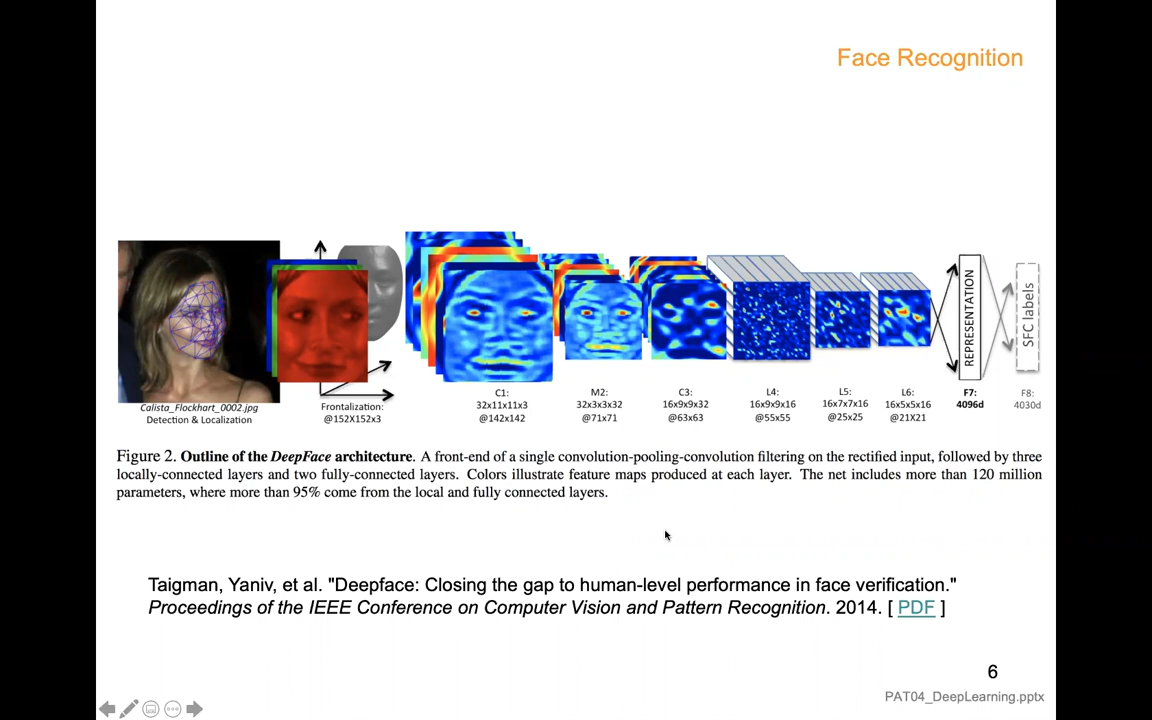 Face Recognition
Calista_Flockhart_0002.jpg
Detection & Localization
Frontalization:
@152X152x3
C1:
32x11x11x3
@142x142
M2:
32x3x3x32
@71x71
C3:
16x9x9x32
@63x63
L4:
16x9x9x16
@55x55
L5:
16x7x7x16
@25x25
L6:
16x5x5x16
@21X21
REPRESENTATION
F7:
4096d
SFC labels
F8:
4030d
Figure 2. Outline of the DeepFace architecture. A front-end of a single convolution-pooling-convolution filtering on the rectified input, followed by three
locally-connected layers and two fully-connected layers. Colors illustrate feature maps produced at each layer. The net includes more than 120 million
parameters, where more than 95% come from the local and fully connected layers.
Taigman, Yaniv, et al. "Deepface: Closing the gap to human-level performance in face verification."
Proceedings of the IEEE Conference on Computer Vision and Pattern Recognition. 2014. [ PDF ]
6
PAT04_DeepLearning.pptx